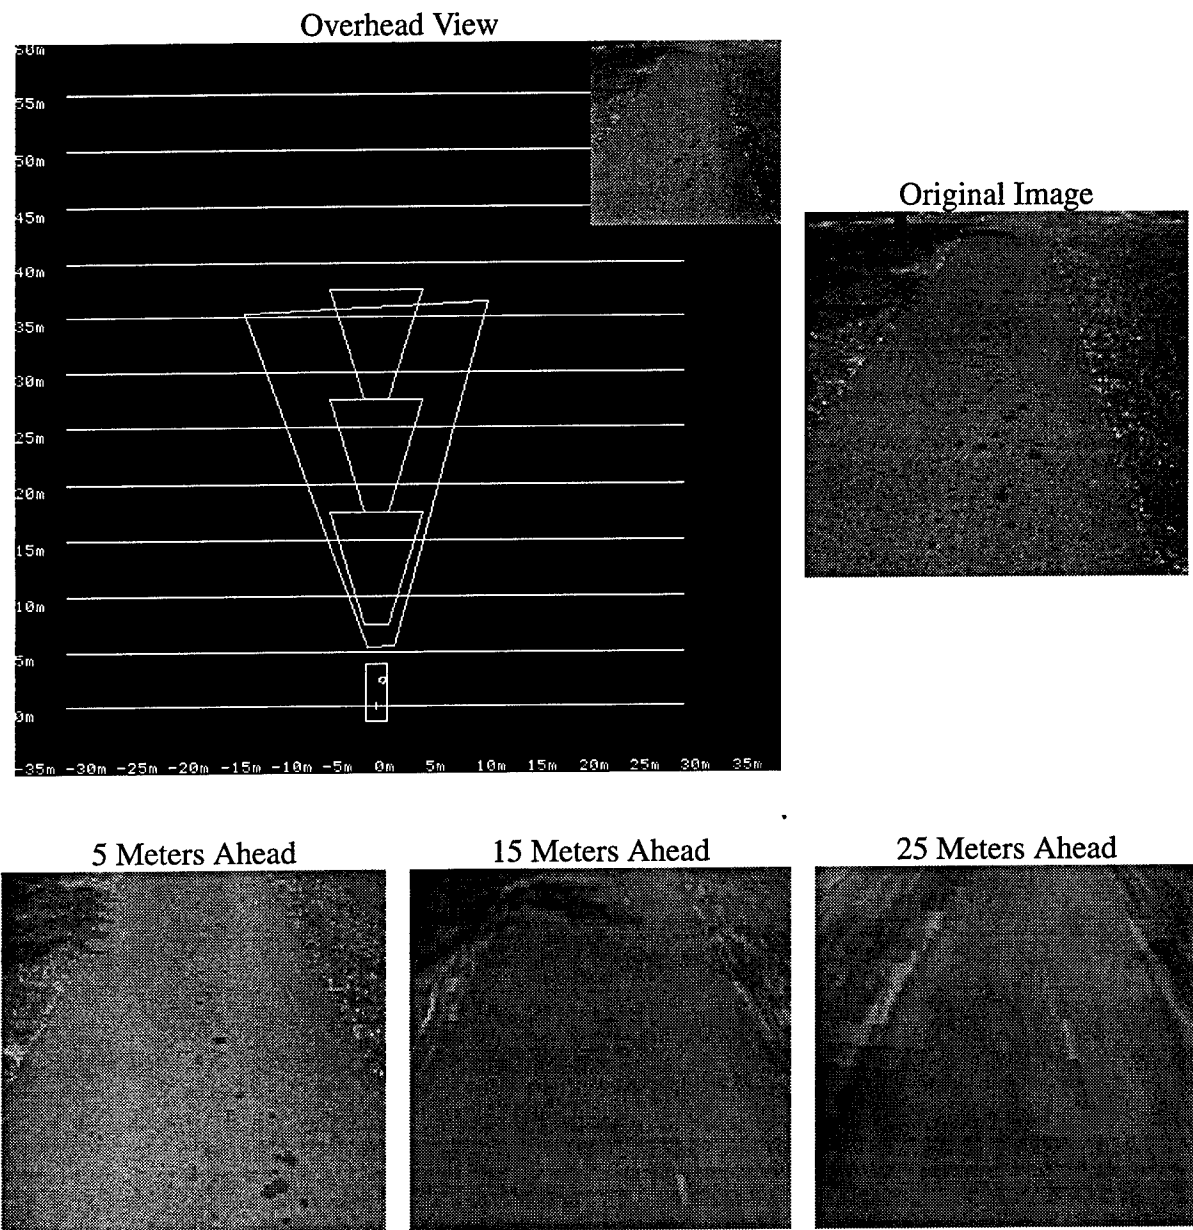 Overhead View
60m
55m
50m
45m
40m
35m
30m
25m
20m
15m
10m
5m
0m
-35m -30m -25m -20m -15m -10m -5m 0m 5m 10m 15m 20m 25m 30m 35m
Original Image
5 Meters Ahead
15 Meters Ahead
25 Meters Ahead